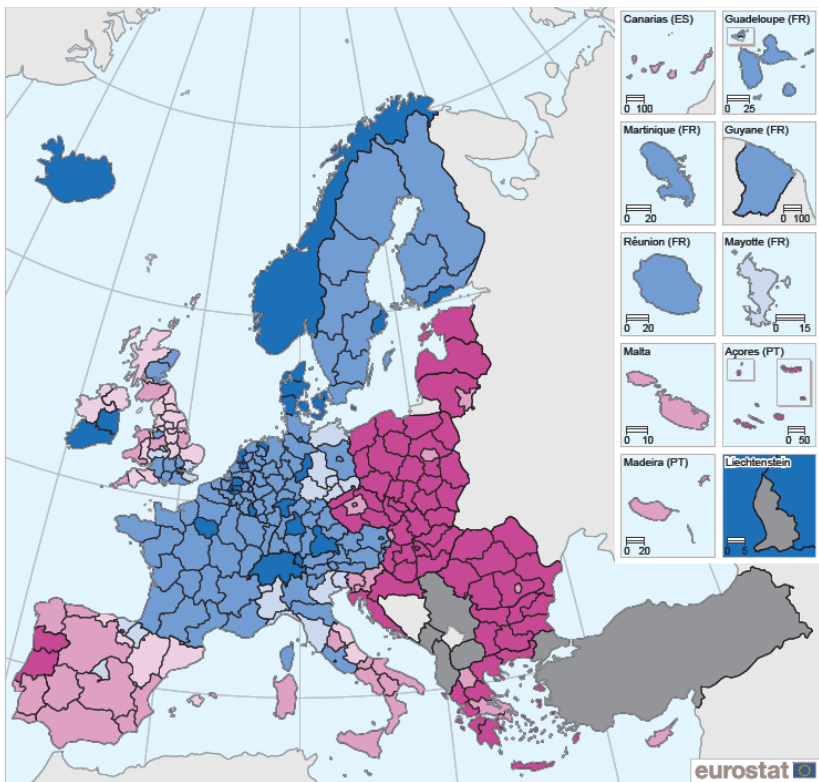 Canarias (ES)
0 100
Guadeloupe (FR)
0 25
Martinique (FR)
0 20
Guyane (FR)
0 100
Réunion (FR)
0 20
Mayotte (FR)
0 15
Malta
0 10
Açores (PT)
0 50
Madeira (PT)
0 20
Liechtenstein
0 5
eurostat